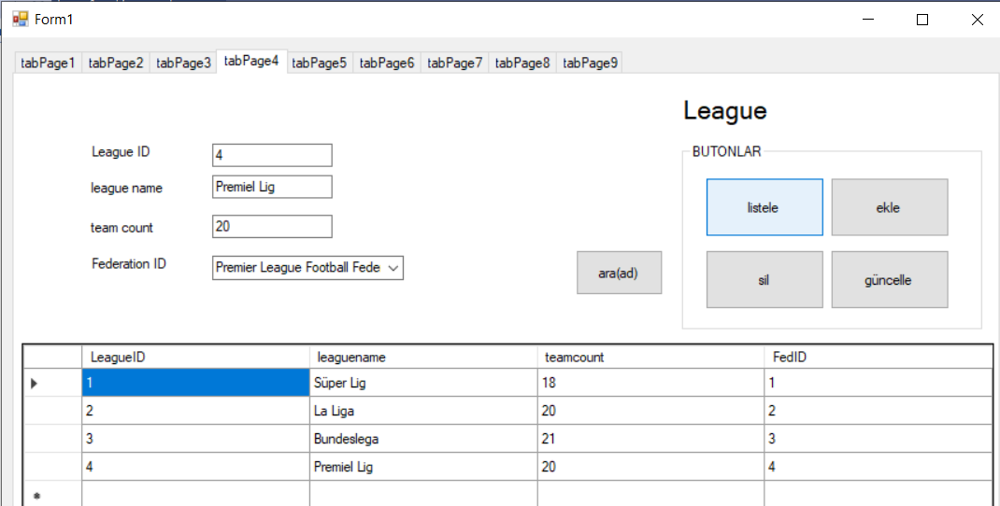 Form1
tabPage1 tabPage2 tabPage3 tabPage4 tabPage5 tabPage6 tabPage7 tabPage8 tabPage9
League
League ID 4
league name Premiel Lig
team count 20
Federation ID Premier League Football Fede
ara(ad)
BUTONLAR
listele ekle
sil güncelle
LeagueID leaguename teamcount FedID
1 Süper Lig 18 1
2 La Liga 20 2
3 Bundeslega 21 3
4 Premiel Lig 20 4